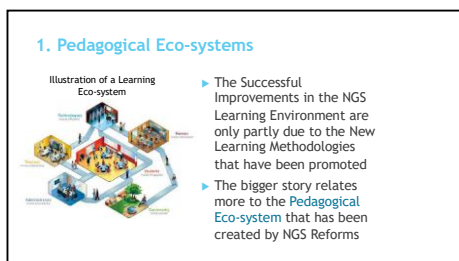 1. Pedagogical Eco-systems
Illustration of a Learning
Eco-system
▶ The Successful
Improvements in the NGS
Learning Environment are
only partly due to the New
Learning Methodologies
that have been promoted
▶ The bigger story relates
more to the Pedagogical
Eco-system that has been
created by NGS Reforms